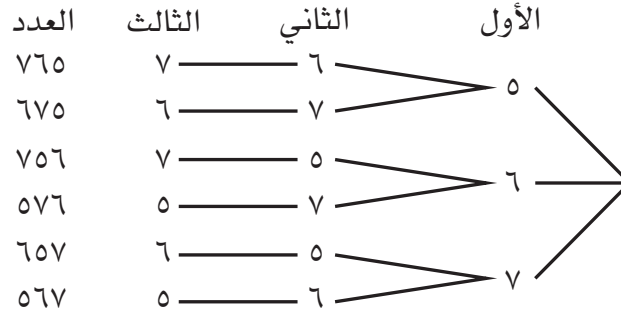 الأول الثاني الثالث العدد
٦ ٧ ٧٦٥
٥
٧ ٦ ٦٧٥
٥ ٧ ٧٥٦
٦
٧ ٥ ٥٧٦
٥ ٦ ٦٥٧
٧
٦ ٥ ٥٦٧